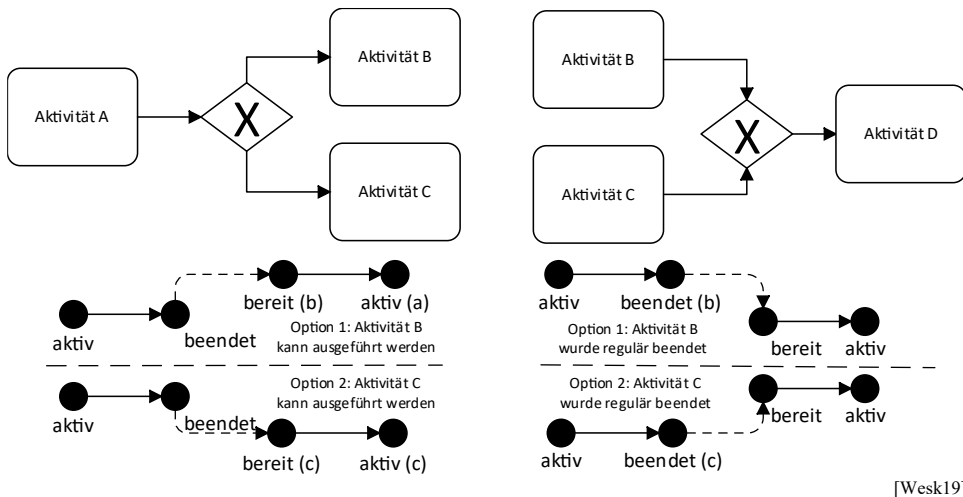 Aktivität A
Aktivität B
X
Aktivität C
Aktivität B
X
Aktivität C
Aktivität D
aktiv
beendet
bereit (b)
aktiv (a)
Option 1: Aktivität B
kann ausgeführt werden
Option 2: Aktivität C
kann ausgeführt werden
aktiv
beendet
bereit (c)
aktiv (c)
aktiv
beendet (b)
Option 1: Aktivität B
wurde regulär beendet
bereit
aktiv
Option 2: Aktivität C
wurde regulär beendet
bereit
aktiv
aktiv
beendet (c)
[Wesk19]